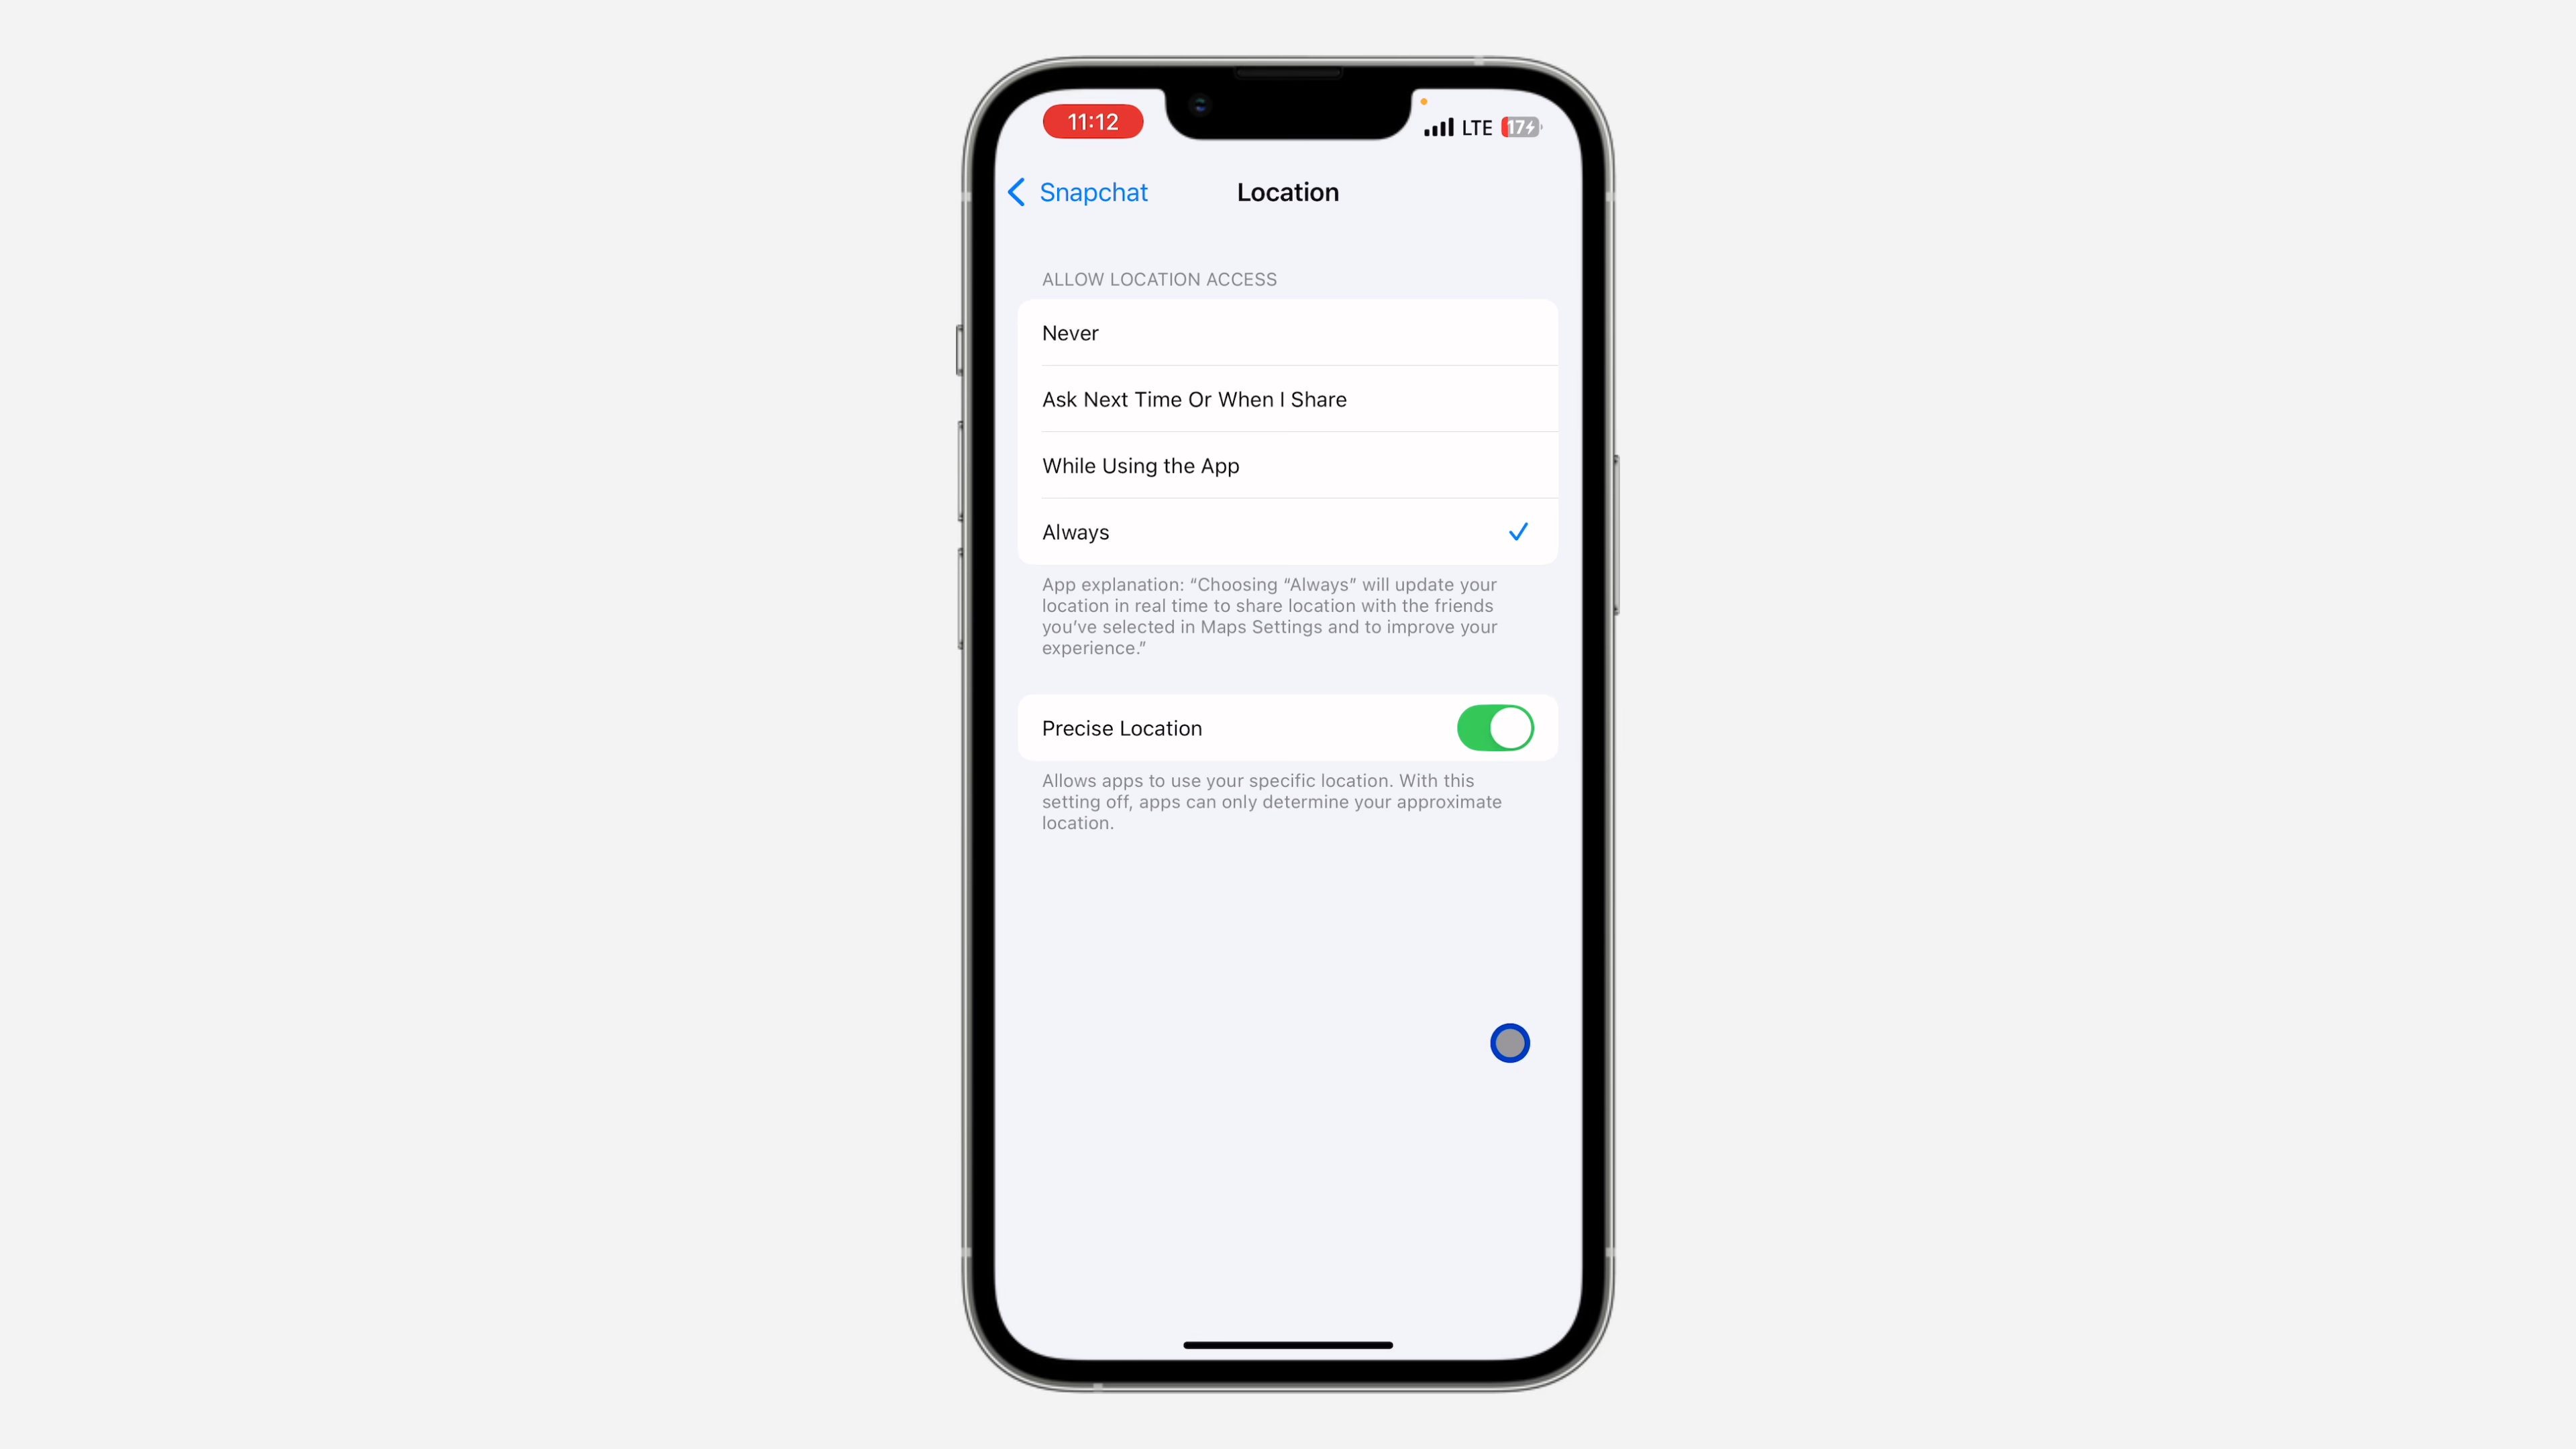 11:12
LTE 17
Snapchat
Location
ALLOW LOCATION ACCESS
Never
Ask Next Time Or When I Share
While Using the App
Always
App explanation: “Choosing “Always” will update your
location in real time to share location with the friends
you’ve selected in Maps Settings and to improve your
experience.”
Precise Location
Allows apps to use your specific location. With this
setting off, apps can only determine your approximate
location.